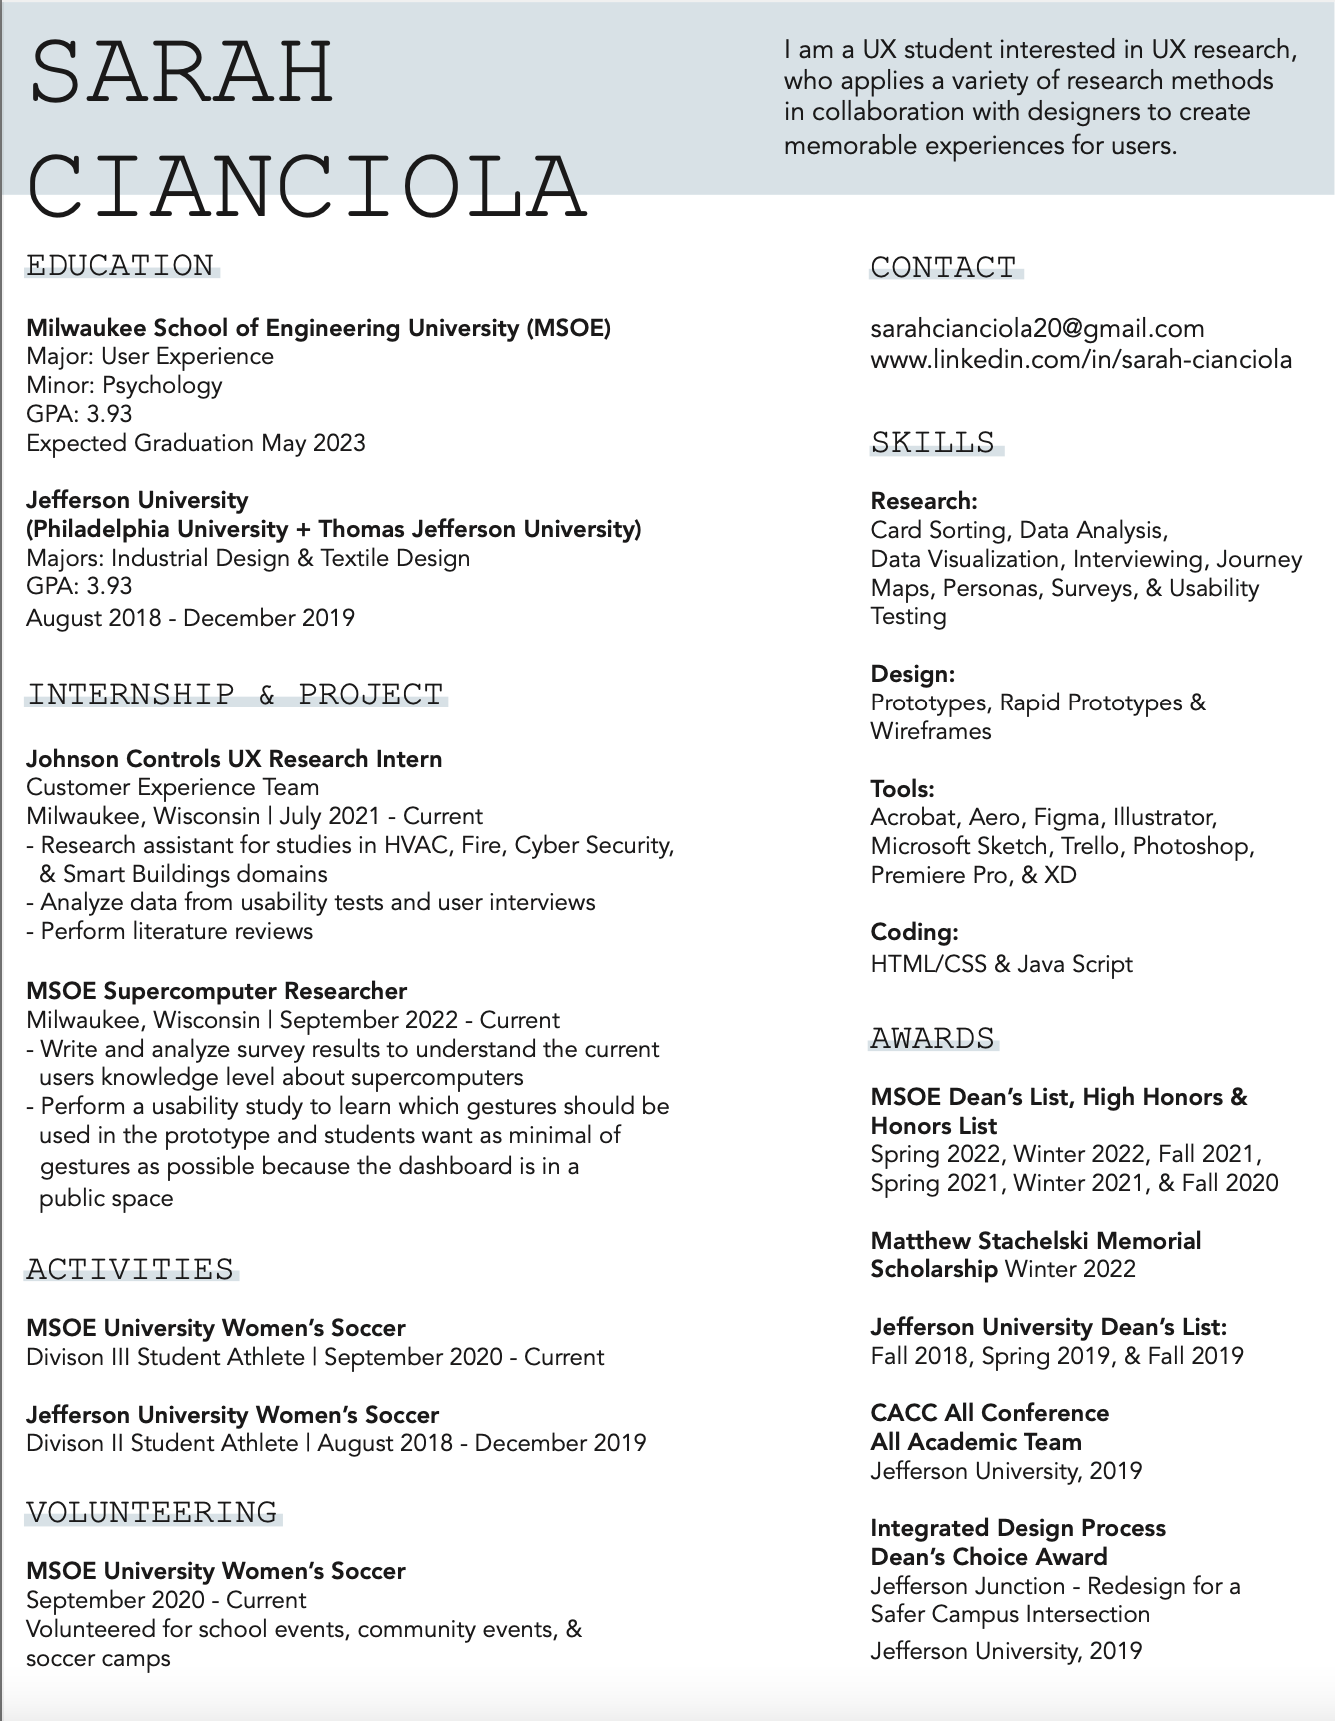 SARAH
CIANCIOLA
I am a UX student interested in UX research,
who applies a variety of research methods
in collaboration with designers to create
memorable experiences for users.
EDUCATION
Milwaukee School of Engineering University (MSOE)
Major: User Experience
Minor: Psychology
GPA: 3.93
Expected Graduation May 2023
Jefferson University
(Philadelphia University + Thomas Jefferson University)
Majors: Industrial Design & Textile Design
GPA: 3.93
August 2018 - December 2019
INTERNSHIP & PROJECT
Johnson Controls UX Research Intern
Customer Experience Team
Milwaukee, Wisconsin | July 2021 - Current
- Research assistant for studies in HVAC, Fire, Cyber Security,
& Smart Buildings domains
- Analyze data from usability tests and user interviews
- Perform literature reviews
MSOE Supercomputer Researcher
Milwaukee, Wisconsin | September 2022 - Current
- Write and analyze survey results to understand the current
users knowledge level about supercomputers
- Perform a usability study to learn which gestures should be
used in the prototype and students want as minimal of
gestures as possible because the dashboard is in a
public space
ACTIVITIES
MSOE University Women’s Soccer
Divison III Student Athlete | September 2020 - Current
Jefferson University Women’s Soccer
Divison II Student Athlete | August 2018 - December 2019
VOLUNTEERING
MSOE University Women’s Soccer
September 2020 - Current
Volunteered for school events, community events, &
soccer camps
CONTACT
sarahcianciola20@gmail.com
www.linkedin.com/in/sarah-cianciola
SKILLS
Research:
Card Sorting, Data Analysis,
Data Visualization, Interviewing, Journey
Maps, Personas, Surveys, & Usability
Testing
Design:
Prototypes, Rapid Prototypes &
Wireframes
Tools:
Acrobat, Aero, Figma, Illustrator,
Microsoft Sketch, Trello, Photoshop,
Premiere Pro, & XD
Coding:
HTML/CSS & Java Script
AWARDS
MSOE Dean’s List, High Honors &
Honors List
Spring 2022, Winter 2022, Fall 2021,
Spring 2021, Winter 2021, & Fall 2020
Matthew Stachelski Memorial
Scholarship Winter 2022
Jefferson University Dean’s List:
Fall 2018, Spring 2019, & Fall 2019
CACC All Conference
All Academic Team
Jefferson University, 2019
Integrated Design Process
Dean’s Choice Award
Jefferson Junction - Redesign for a
Safer Campus Intersection
Jefferson University, 2019